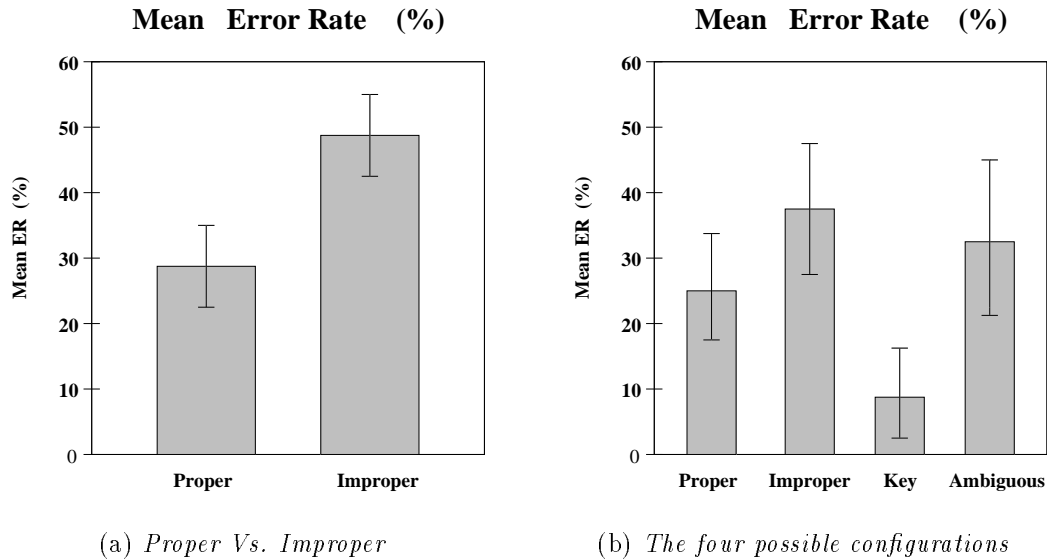 Mean Error Rate (%)
60
50
40
30
20
10
0
Mean ER (%)
Proper Improper
(a) Proper Vs. Improper
Mean Error Rate (%)
60
50
40
30
20
10
0
Mean ER (%)
Proper Improper Key Ambiguous
(b) The four possible configurations